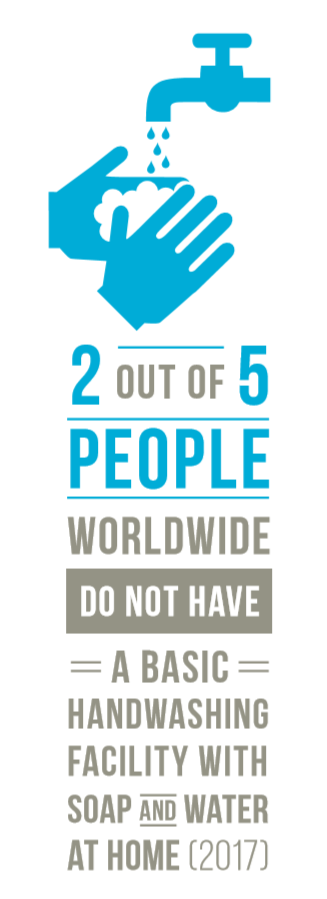 2 OUT OF 5
PEOPLE
WORLDWIDE
DO NOT HAVE
A BASIC
HANDWASHING
FACILITY WITH
SOAP AND WATER
AT HOME (2017)